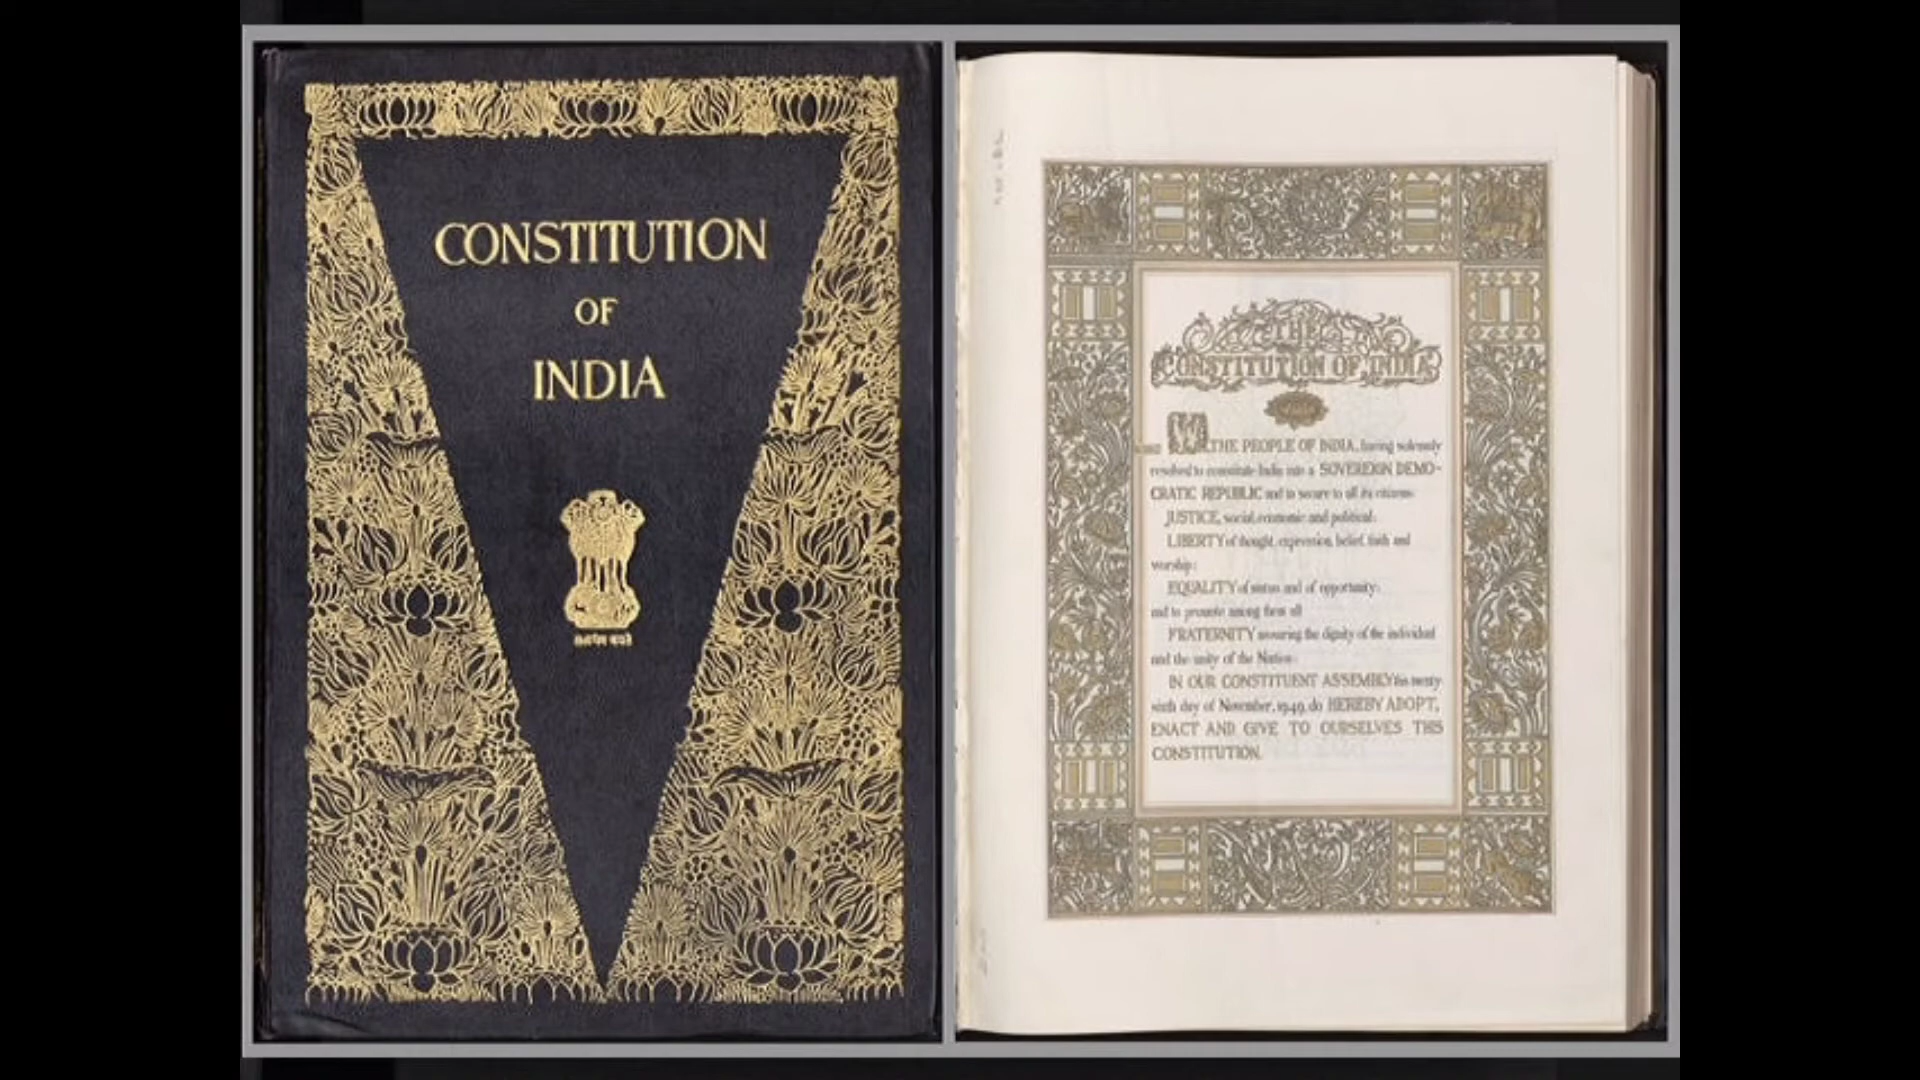 CONSTITUTION
OF
INDIA
सत्यमेव जयते
THE
CONSTITUTION OF INDIA
WE, THE PEOPLE OF INDIA, having solemnly
resolved to constitute India into a SOVEREIGN DEMO-
CRATIC REPUBLIC and to secure to all its citizens:
JUSTICE, social, economic and political;
LIBERTY of thought, expression, belief, faith and
worship;
EQUALITY of status and of opportunity;
and to promote among them all
FRATERNITY assuring the dignity of the individual
and the unity of the Nation;
IN OUR CONSTITUENT ASSEMBLY this twenty-
sixth day of November, 1949, do HEREBY ADOPT,
ENACT AND GIVE TO OURSELVES THIS
CONSTITUTION.